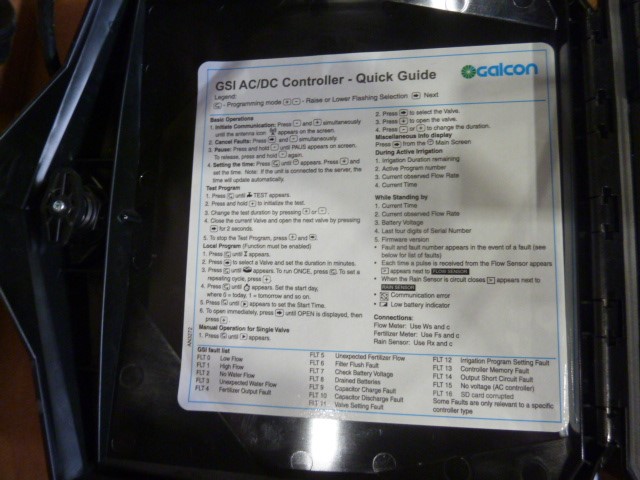 GSI AC/DC Controller - Quick Guide
Galcon
Legend:
- Programming mode + - - Raise or Lower Flashing Selection Next
Basic Operations
1. Initiate Communication: Press - and + simultaneously
until the antenna icon appears on the screen.
2. Cancel Faults: Press and - simultaneously.
3. Pause: Press and hold - until PAUS appears on screen.
To release, press and hold - again.
4. Setting the time: Press until appears. Press + and
set the time. Note: If the unit is connected to the server, the
time will update automatically.
Test Program
1. Press until TEST appears.
2. Press and hold + to initialize the test.
3. Change the test duration by pressing + or -.
4. Close the current Valve and open the next valve by pressing
for 2 seconds.
5. To stop the Test Program, press + and
Local Program (Function must be enabled)
1. Press until appears.
2. Press to select a Valve and set the duration in minutes.
3. Press until appears. To run ONCE, press. To set a
repeating cycle, press +.
4. Press until appears. Set the start day,
where 0 = today, 1 = tomorrow and so on.
5. Press until appears to set the Start Time.
6. To open immediately, press until OPEN is displayed, then
press +.
Manual Operation for Single Valve
1. Press until appears.
2. Press to select the Valve.
3. Press + to open the valve.
4. Press - or + to change the duration.
Miscellaneous info display
Press from the Main Screen
During Active irrigation
1. Irrigation Duration remaining
2. Active Program number
3. Current observed Flow Rate
4. Current Time
While Standing by
1. Current Time
2. Current observed Flow Rate
3. Battery Voltage
4. Last four digits of Serial Number
5. Firmware version
• Fault and fault number appears in the event of a fault (see
below for list of faults)
• Each time a pulse is received from the Flow Sensor appears
appears next to FLOW SENSOR
• When the Rain Sensor is circuit closes appears next to
RAIN SENSOR
• Communication error
• Low battery indicator
Connections:
Flow Meter: Use Ws and c
Fertilizer Meter: Use Fs and c
Rain Sensor: Use Rx and c
GSI fault list
FLT 0 Low Flow
FLT 1 High Flow
FLT 2 No Water Flow
FLT 3 Unexpected Water Flow
FLT 4 Fertilizer Output Fault
FLT 5 Unexpected Fertilizer Flow
FLT 6 Filter Flush Fault
FLT 7 Check Battery Voltage
FLT 8 Drained Batteries
FLT 9 Capacitor Charge Fault
FLT 10 Capacitor Discharge Fault
FLT 11 Valve Setting Fault
FLT 12 Irrigation Program Setting Fault
FLT 13 Controller Memory Fault
FLT 14 Output Short Circuit Fault
FLT 15 No voltage (AC controller)
FLT 16 SD card corrupted
Some Faults are only relevant to a specific
controller type